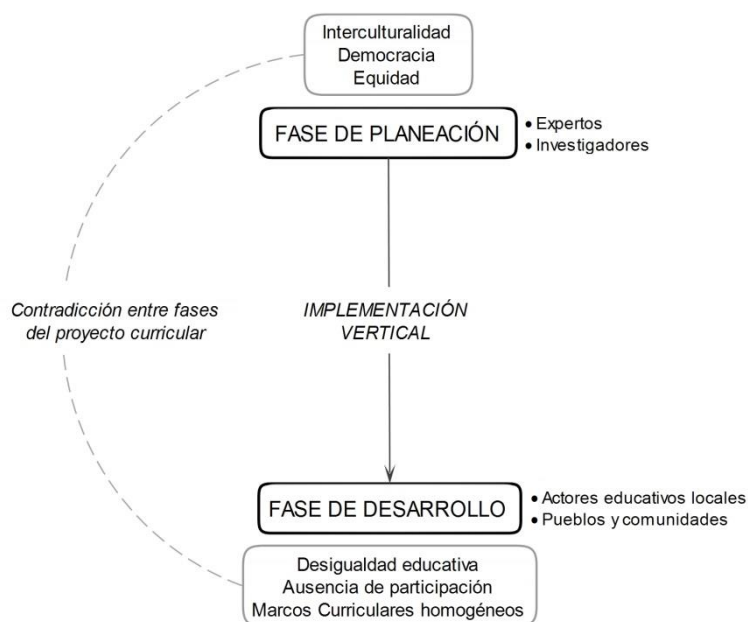 Interculturalidad
Democracia
Equidad
FASE DE PLANEACIÓN
• Expertos
• Investigadores
Contradicción entre fases
del proyecto curricular
IMPLEMENTACIÓN
VERTICAL
FASE DE DESARROLLO
• Actores educativos locales
• Pueblos y comunidades
Desigualdad educativa
Ausencia de participación
Marcos Curriculares homogéneos